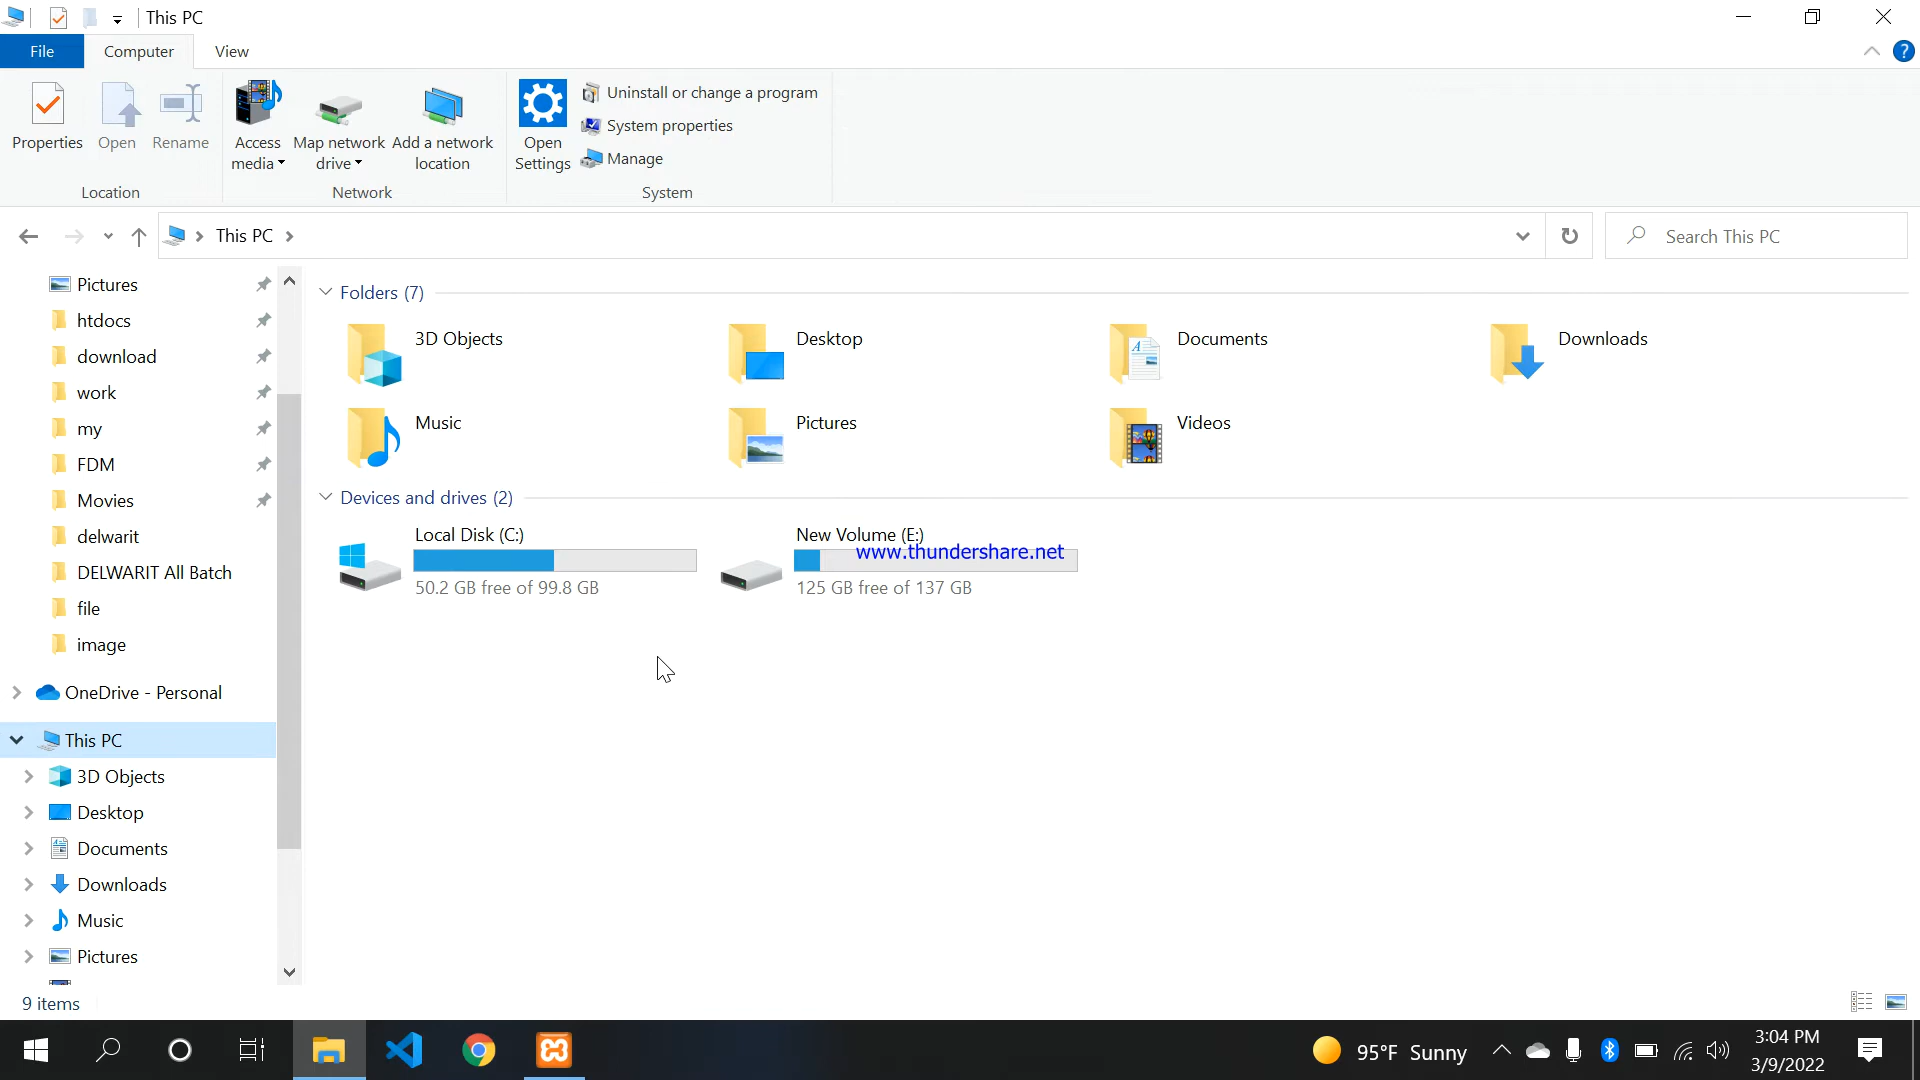 This PC
File
Computer
View
?
Properties
Open
Rename
Access media
Map network drive
Add a network location
Open Settings
Uninstall or change a program
System properties
Manage
Location
Network
System
This PC
Search This PC
Pictures
htdocs
download
work
my
FDM
Movies
delwarit
DELWARIT All Batch
file
image
OneDrive - Personal
This PC
3D Objects
Desktop
Documents
Downloads
Music
Pictures
Folders (7)
3D Objects
Desktop
Documents
Downloads
Music
Pictures
Videos
Devices and drives (2)
Local Disk (C:)
50.2 GB free of 99.8 GB
New Volume (E:)
www.thundershare.net
125 GB free of 137 GB
9 items
95°F Sunny
3:04 PM
3/9/2022